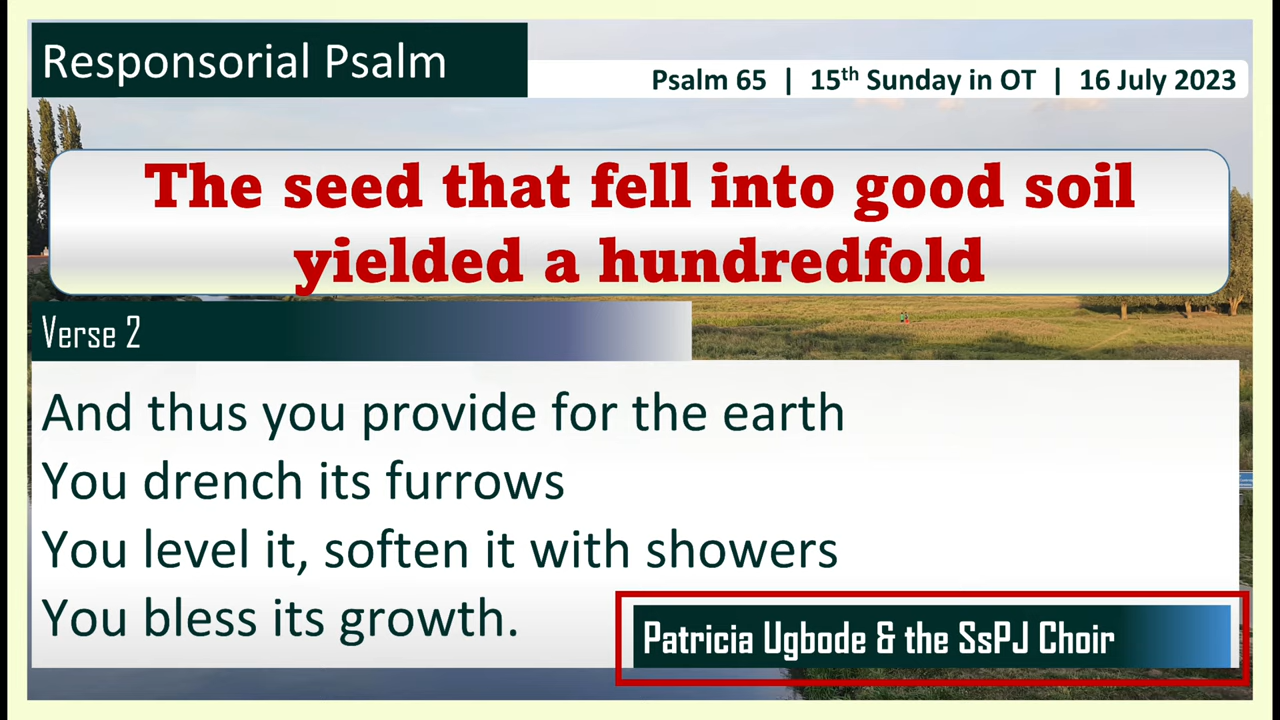 Responsorial Psalm
Psalm 65 | 15th Sunday in OT | 16 July 2023
The seed that fell into good soil
yielded a hundredfold
Verse 2
And thus you provide for the earth
You drench its furrows
You level it, soften it with showers
You bless its growth.
Patricia Ugbode & the SsPJ Choir